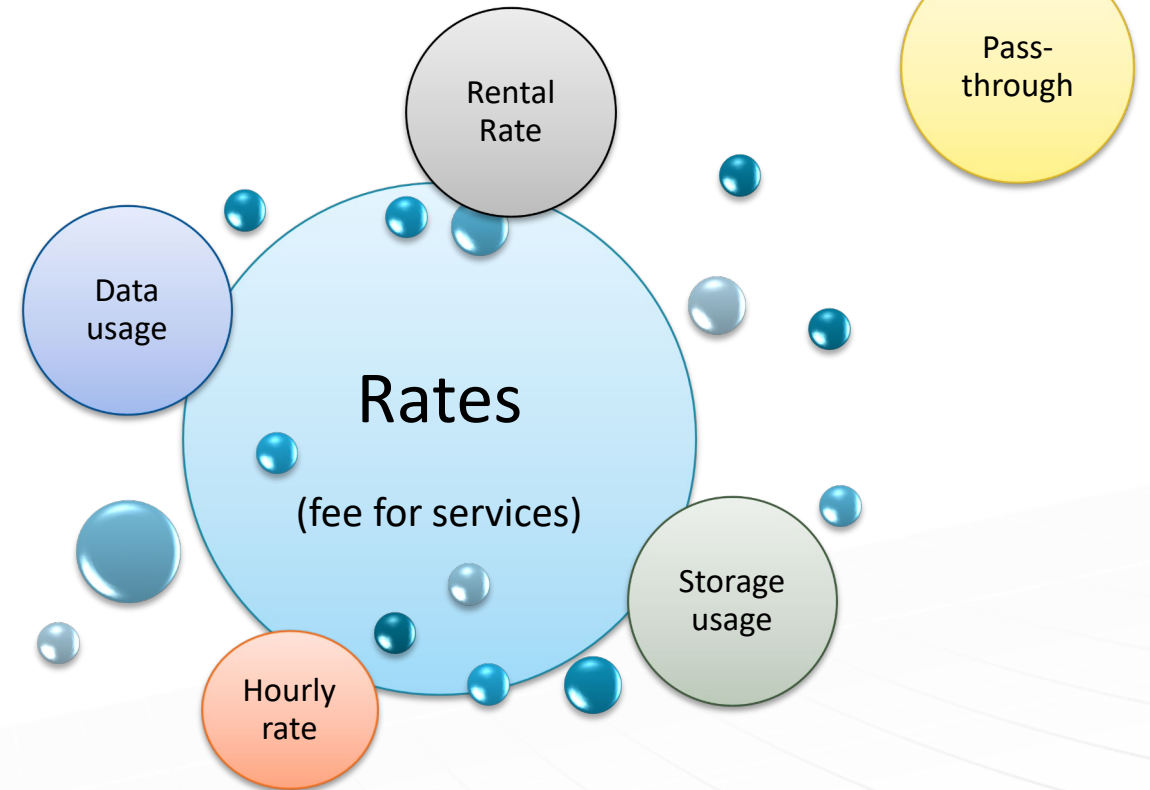 Pass-
through
Rental
Rate
Data
usage
Rates
(fee for services)
Storage
usage
Hourly
rate